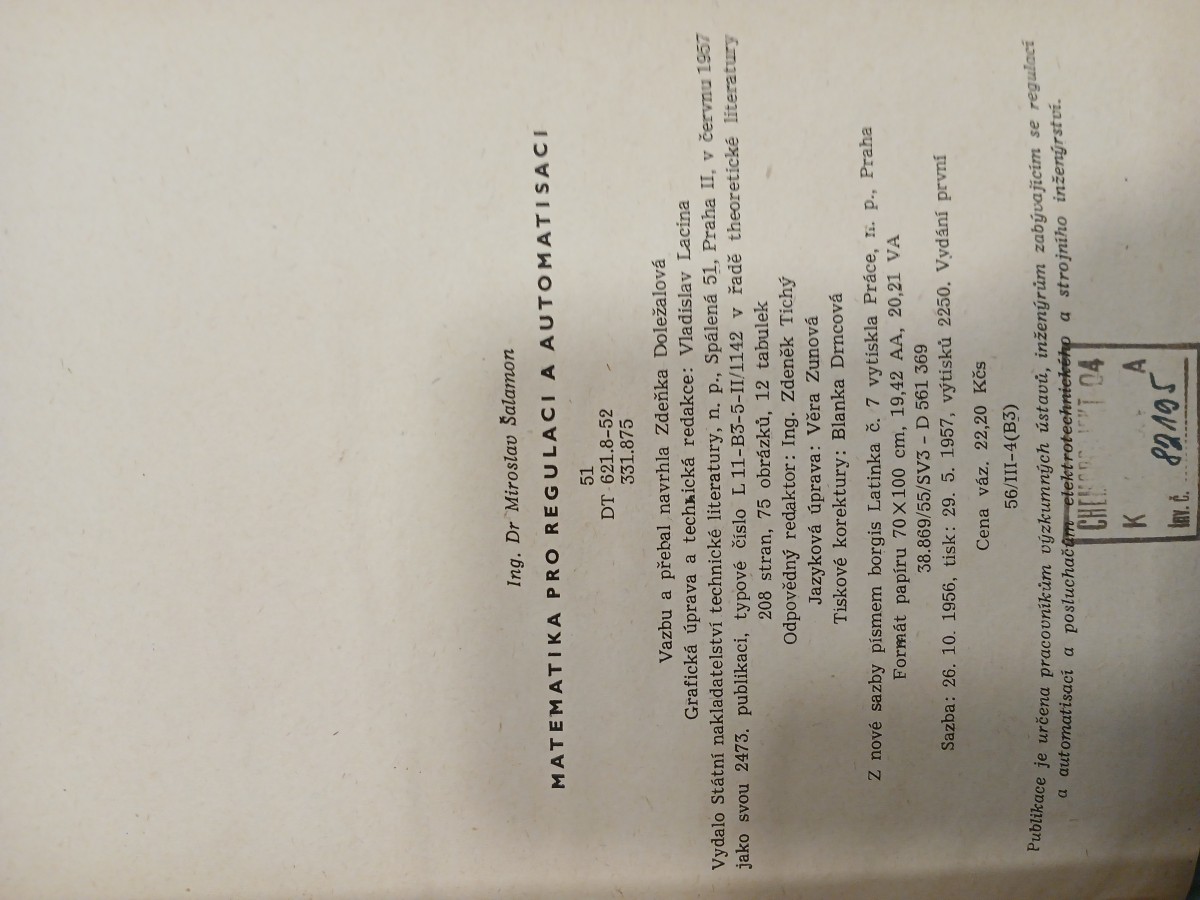 Ing. Dr Miroslav Šalamon
MATEMATIKA PRO REGULACI A AUTOMATISACI
51
DT 621.8-52
331.875
Vazbu a přebal navrhla Zdeňka Doležalová
Grafická úprava a technická redakce: Vladislav Lacina
Vydalo Státní nakladatelství technické literatury, n. p., Spálená 51, Praha II, v červnu 1957
jako svou 2473. publikaci, typové číslo L 11-B3-5-II/1142 v řadě theoretické literatury
208 stran, 75 obrázků, 12 tabulek
Odpovědný redaktor: Ing. Zdeněk Tichý
Jazyková úprava: Věra Zunová
Tiskové korektury: Blanka Drncová
Z nové sazby písmem borgis Latinka č. 7 vytiskla Práce, n. p., Praha
Formát papíru 70×100 cm, 19,42 AA, 20,21 VA
38.869/55/SV3 - D 561 369
Sazba: 26. 10. 1956, tisk: 29. 5. 1957, výtisků 2250. Vydání první
Cena váz. 22,20 Kčs
56/III-4(B3)
Publikace je určena pracovníkům výzkumných ústavů, inženýrům zabývajícím se regulací
a automatisací a posluchačům elektrotechnického a strojního inženýrství.
K A
Inv. č. 82195